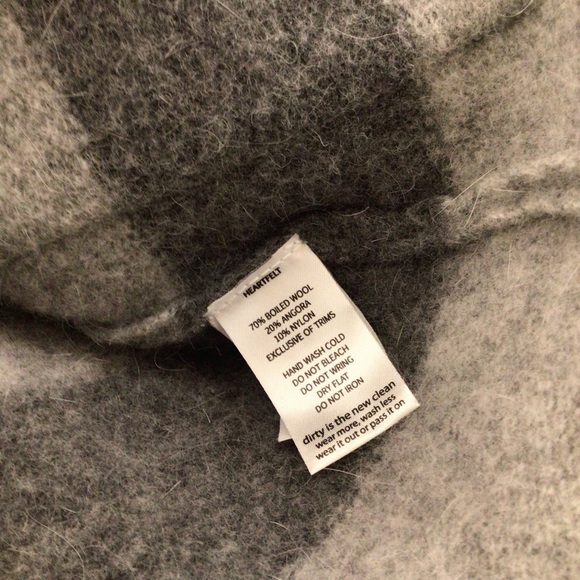 HEARTFELT
70% BOILED WOOL
20% ANGORA
10% NYLON
EXCLUSIVE OF TRIMS
HAND WASH COLD
DO NOT BLEACH
DO NOT WRING
DRY FLAT
DO NOT IRON
dirty is the new clean
wear more, wash less
wear it out or pass it on